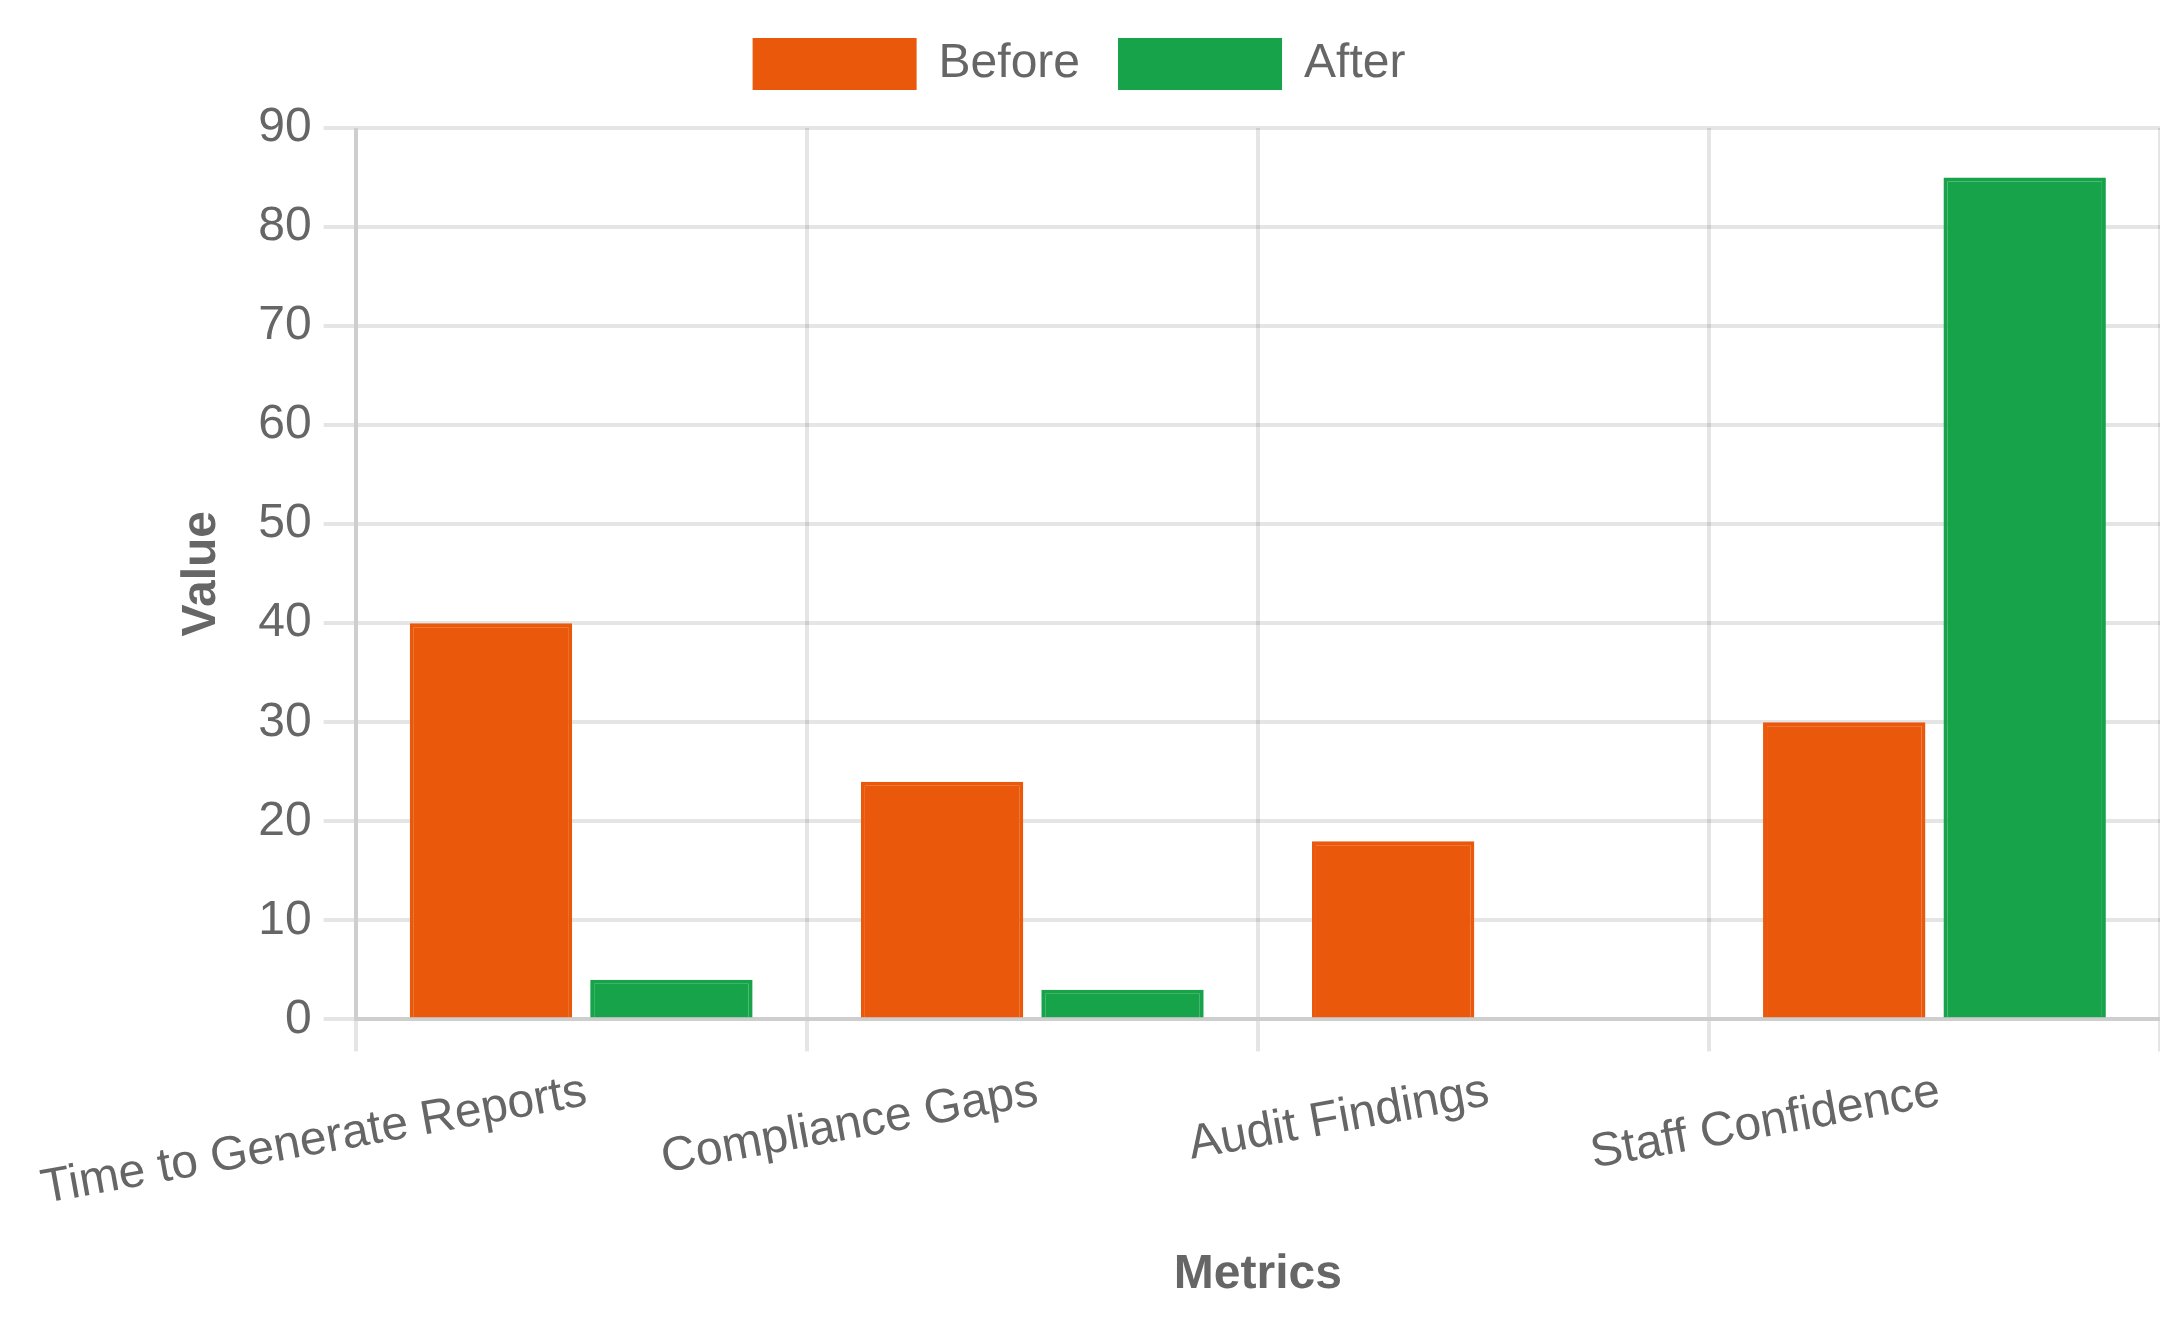 Before After
90
80
70
60
50
40
30
20
10
0
Value
Time to Generate Reports
Compliance Gaps
Audit Findings
Staff Confidence
Metrics